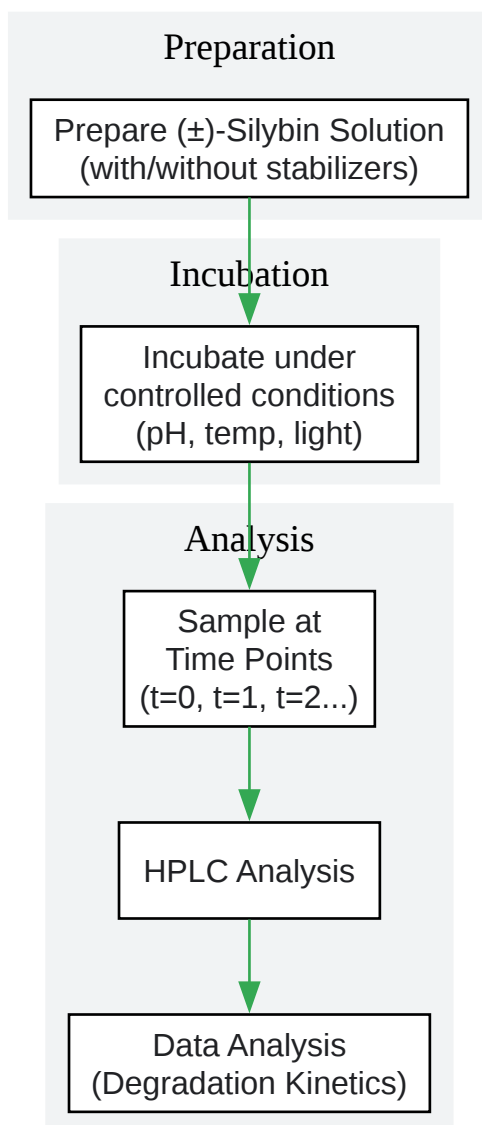 Preparation
Prepare (±)-Silybin Solution
(with/without stabilizers)
Incubation
Incubate under
controlled conditions
(pH, temp, light)
Analysis
Sample at
Time Points
(t=0, t=1, t=2...)
HPLC Analysis
Data Analysis
(Degradation Kinetics)